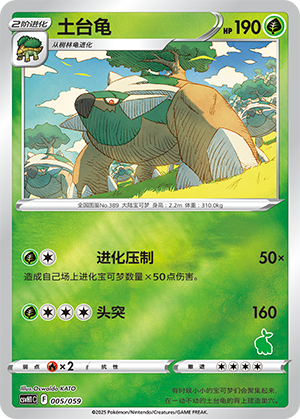 2阶进化
土台龟
HP 190
从树林龟进化
全国图鉴No.389 大陆宝可梦 身高:2.2m 体重:310.0kg
进化压制 50×
造成自己场上进化宝可梦数量×50点伤害。
头突 160
Illus. Oswaldo KATO
弱点 ×2 抵抗力 撤退
有时候小小的宝可梦们会聚集起来,
在一动不动的土台龟的背上开始筑巢。
F 005/059
©2025 Pokémon/Nintendo/Creatures/GAME FREAK.